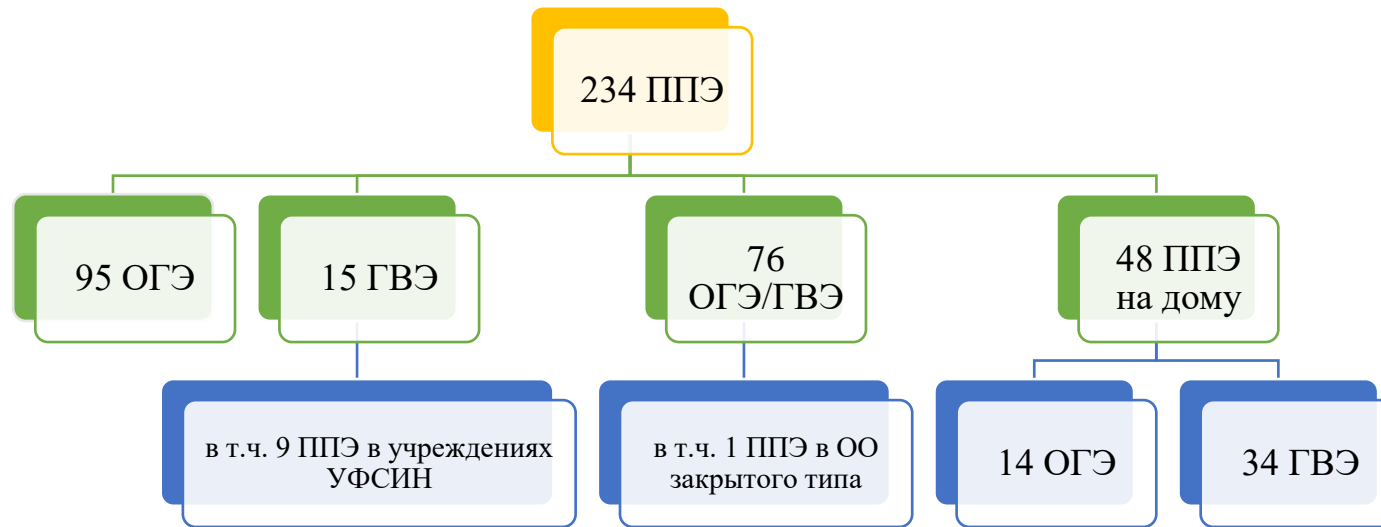 234 ППЭ
95 ОГЭ
15 ГВЭ
76
ОГЭ/ГВЭ
48 ППЭ
на дому
в т.ч. 9 ППЭ в учреждениях
УФСИН
в т.ч. 1 ППЭ в ОО
закрытого типа
14 ОГЭ
34 ГВЭ